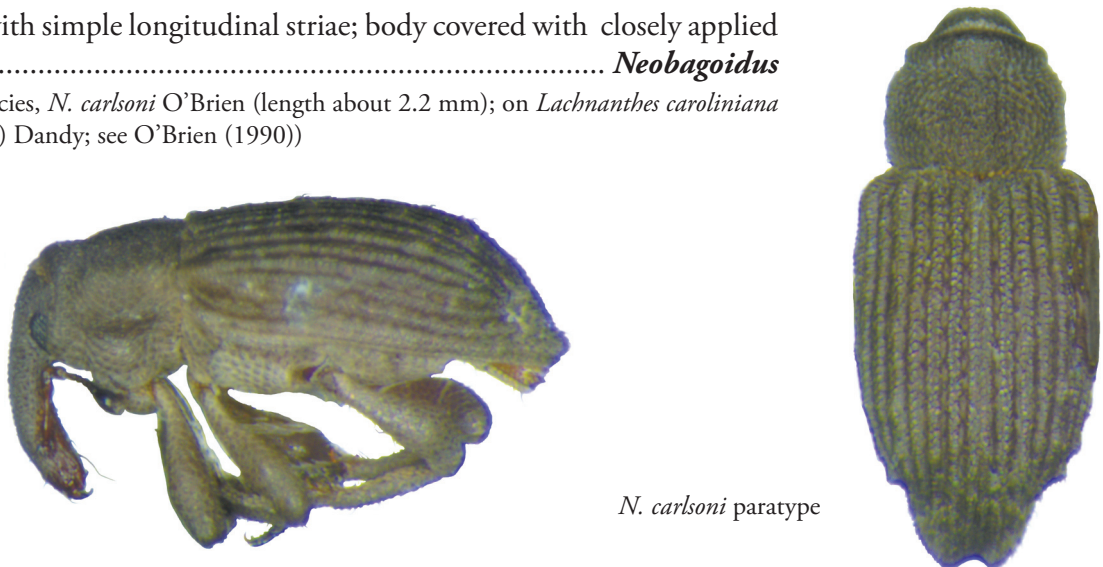 with simple longitudinal striae; body covered with closely applied
.......................................................................... Neobagoidus
cies, N. carlsoni O'Brien (length about 2.2 mm); on Lachnanthes caroliniana
) Dandy; see O'Brien (1990))
N. carlsoni paratype